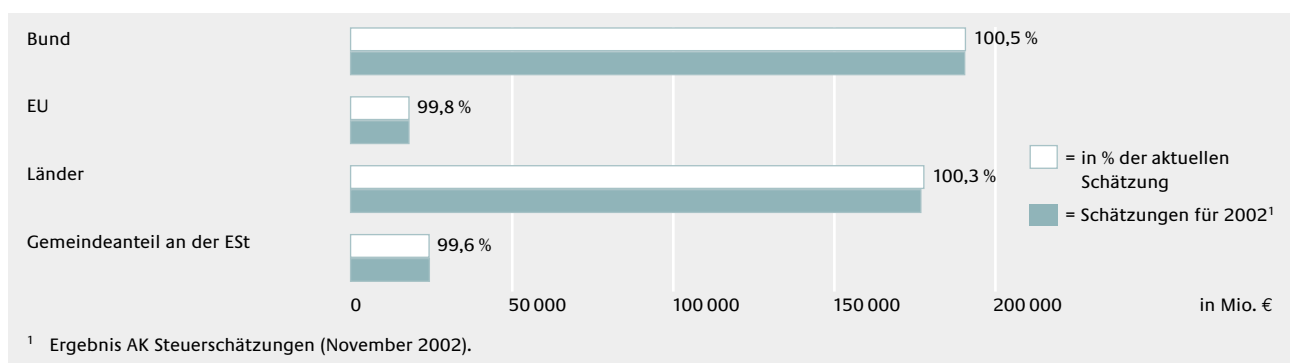 Bund
100,5 %
EU
99,8 %
Länder
100,3 %
Gemeindeanteil an der ESt
99,6 %
= in % der aktuellen
Schätzung
= Schätzungen für 2002¹
0 50 000 100 000 150 000 200 000 in Mio. €
¹ Ergebnis AK Steuerschätzungen (November 2002).